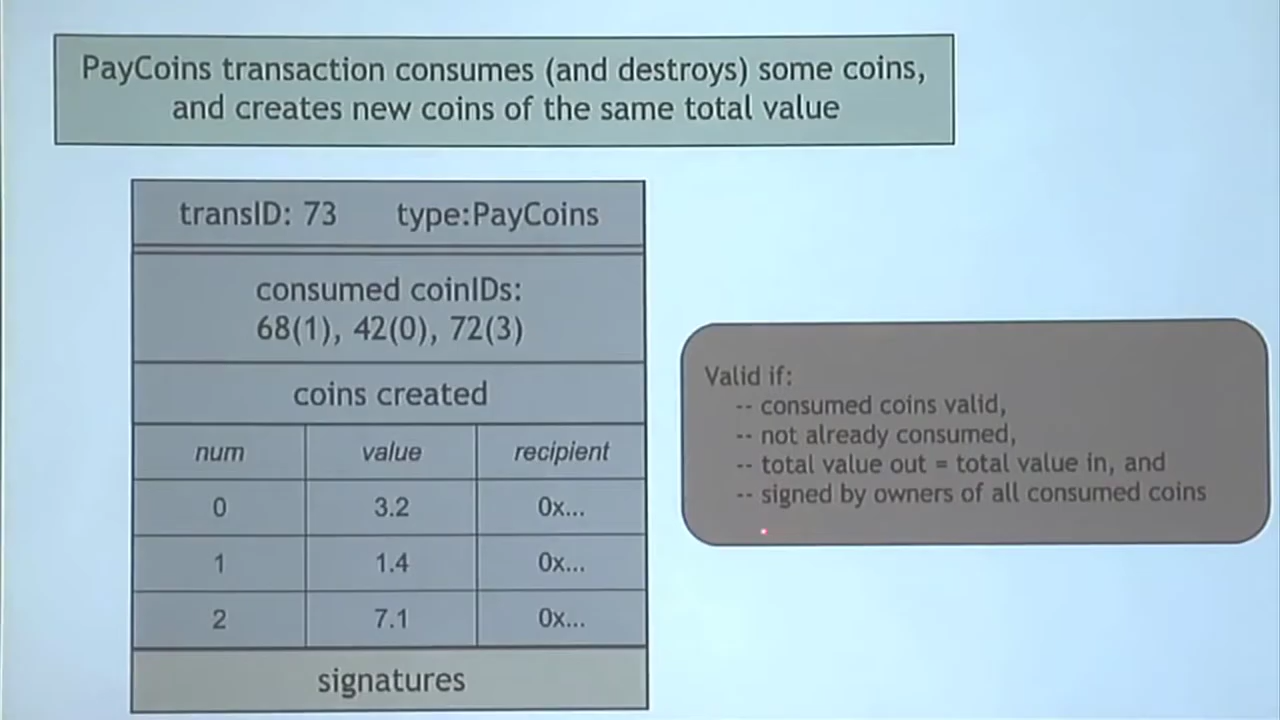 PayCoins transaction consumes (and destroys) some coins,
and creates new coins of the same total value
transID: 73 type:PayCoins
consumed coinIDs:
68(1), 42(0), 72(3)
coins created
num value recipient
0 3.2 0x...
1 1.4 0x...
2 7.1 0x...
signatures
Valid if:
-- consumed coins valid,
-- not already consumed,
-- total value out = total value in, and
-- signed by owners of all consumed coins